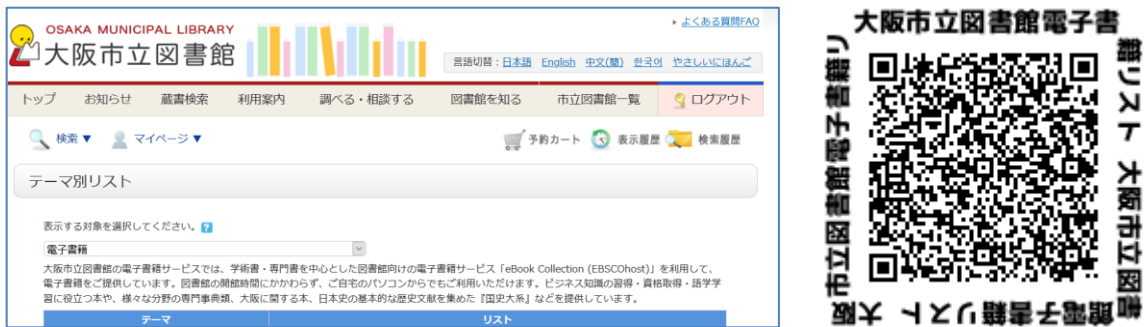 よくある質問FAQ
OSAKA MUNICIPAL LIBRARY
大阪市立図書館
言語切替：日本語 English 中文(簡) 한국어 やさしいにほんご
トップ お知らせ 蔵書検索 利用案内 調べる・相談する 図書館を知る 市立図書館一覧 ログアウト
検索▼ マイページ▼ 予約カート 表示履歴 検索履歴
テーマ別リスト
表示する対象を選択してください。?
電子書籍
大阪市立図書館の電子書籍サービスでは、学術書・専門書を中心とした図書館向けの電子書籍サービス「eBook Collection (EBSCOhost)」を利用して、
電子書籍をご提供しています。図書館の開館時間にかかわらず、ご自宅のパソコンからでもご利用いただけます。ビジネス知識の習得・資格取得・語学学
習に役立つ本や、様々な分野の専門事典類、大阪に関する本、日本史の基本的な歴史文献を集めた『国史大系』などを提供しています。
テーマ リスト
大阪市立図書館電子書
籍リスト 大阪市立図書
館電子書籍リスト 大阪
市立図書館電子書籍リ